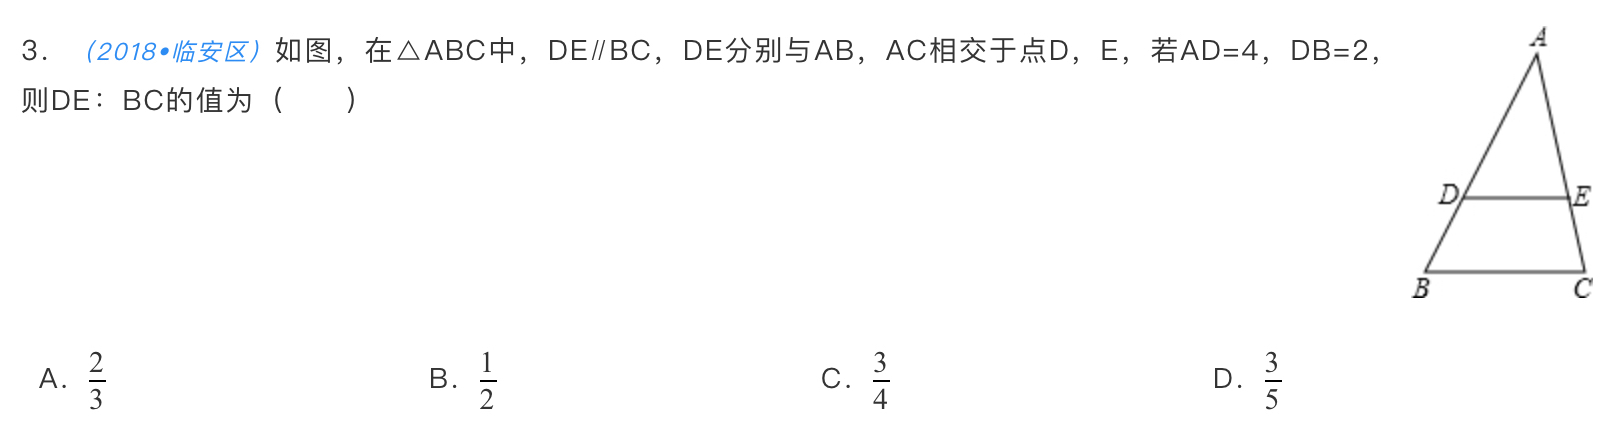 3. （2018•临安区）如图，在△ABC中，DE∥BC，DE分别与AB，AC相交于点D，E，若AD=4，DB=2，
则DE：BC的值为（  ）
A
D
E
B
C
A. 2/3 B. 1/2 C. 3/4 D. 3/5